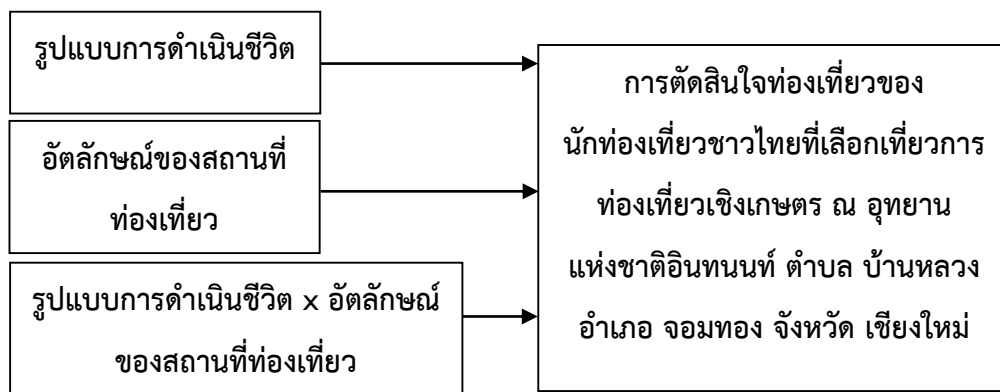 รูปแบบการดำเนินชีวิต
อัตลักษณ์ของสถานที่
ท่องเที่ยว
รูปแบบการดำเนินชีวิต x อัตลักษณ์
ของสถานที่ท่องเที่ยว
การตัดสินใจท่องเที่ยวของ
นักท่องเที่ยวชาวไทยที่เลือกเที่ยวการ
ท่องเที่ยวเชิงเกษตร ณ อุทยาน
แห่งชาติอินทนนท์ ตำบล บ้านหลวง
อำเภอ จอมทอง จังหวัด เชียงใหม่